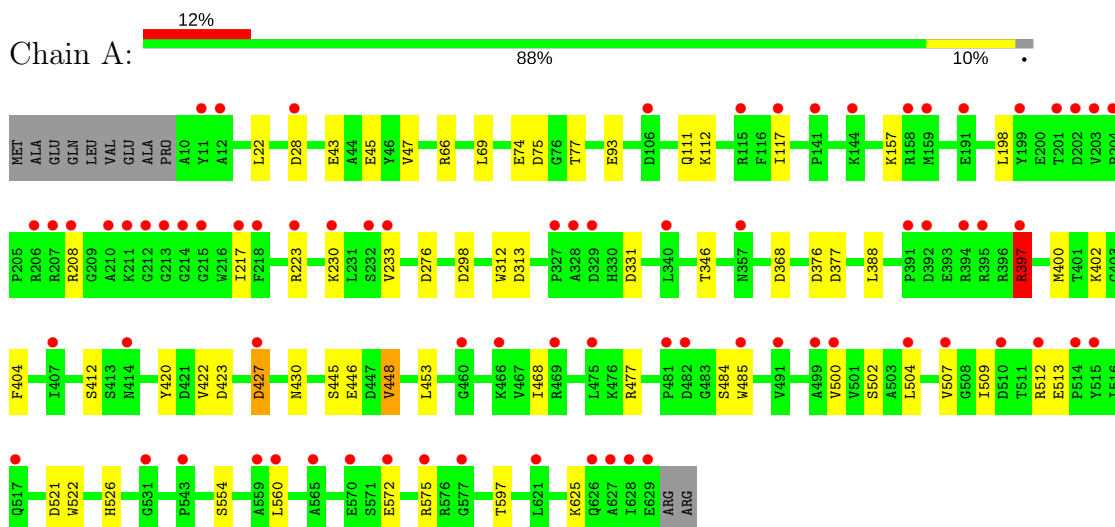 12%
Chain A:
88% 10%
MET ALA GLU GLN LEU VAL GLU ALA PRO A10 Y11 A12 L22 D28 E43 A44 E45 Y46 V47 R66 L69 E74 D75 G76 T77 E93 D106 Q111 K112 R115 F116 I117 P141 K144 K157 R158 M159 E191 L198 Y199 E200 T201 D202 V203
P205 R206 R207 R208 G209 A210 K211 G212 G213 G214 G215 W216 I217 F218 R223 K230 L231 S232 V233 D276 D298 W312 D313 P327 A328 D329 H330 D331 L340 T346 N357 D368 D376 D377 L388 P391 D392 E393 R394 R395 R396 R397 M400 T401 K402
F404 I407 S412 S413 N414 Y420 D421 V422 D423 D427 N430 S445 E446 D447 V448 L453 G460 K466 V467 I468 R469 L475 K476 R477 P481 D482 G483 S484 W485 V491 A499 V500 V501 S502 A503 L504 V507 G508 I509 D510 T511 R512 E513 P514 Y515
Q517 D521 W522 H526 G531 P543 S554 A559 L560 A565 E570 S571 E572 R575 R576 G577 T597 L621 K625 Q626 A627 I628 E629 ARG ARG